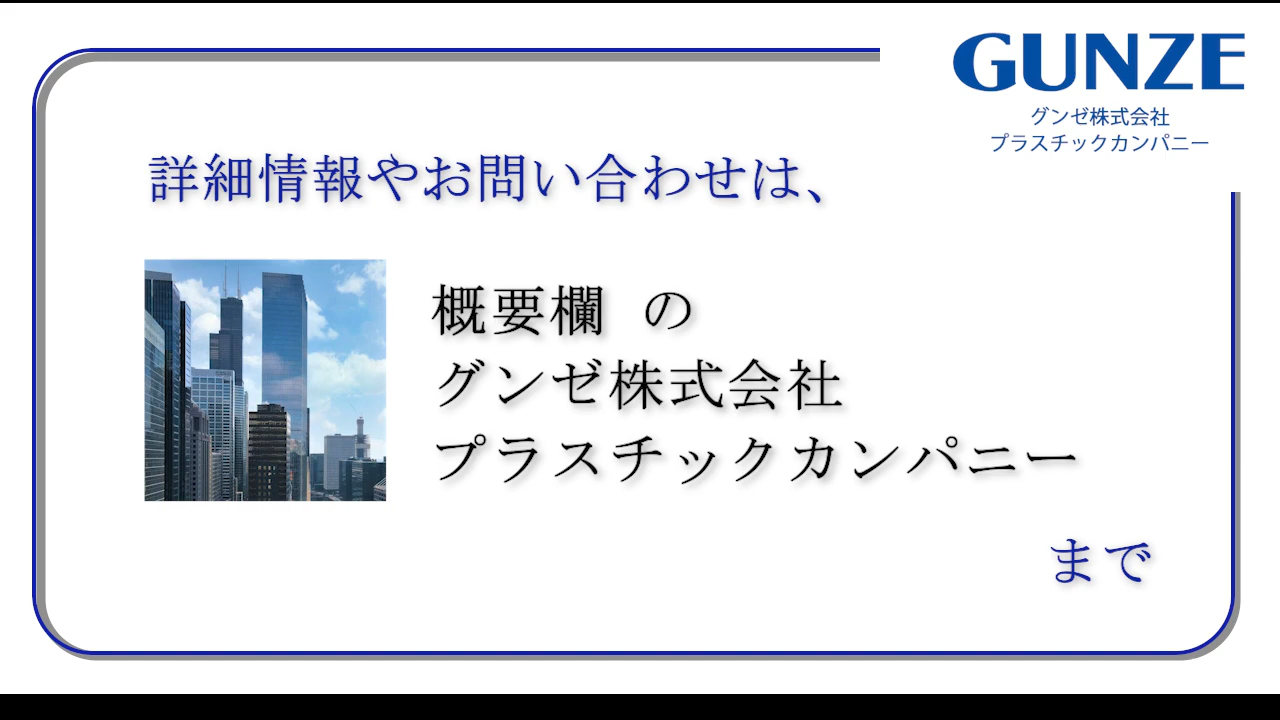 GUNZE
グンゼ株式会社
プラスチックカンパニー
詳細情報やお問い合わせは、
概要欄 の
グンゼ株式会社
プラスチックカンパニー
まで